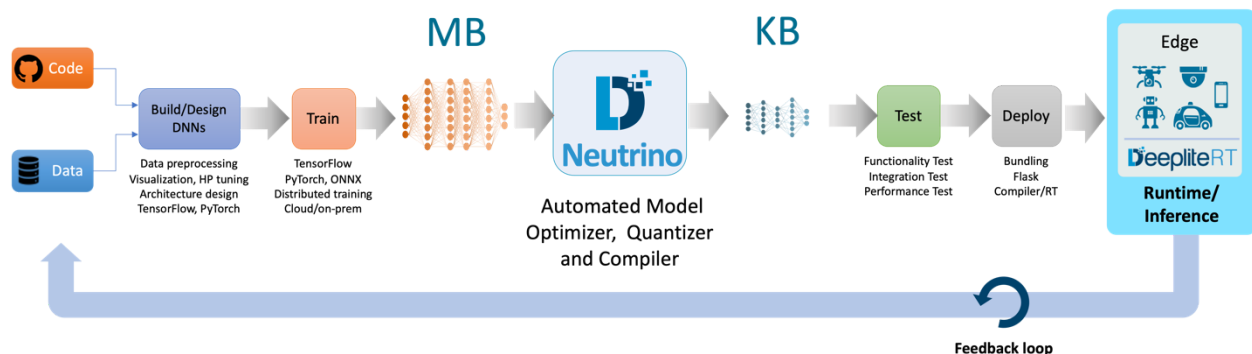 MB
KB
Code
Data
Build/Design
DNNs
Data preprocessing
Visualization, HP tuning
Architecture design
TensorFlow, PyTorch
Train
TensorFlow
PyTorch, ONNX
Distributed training
Cloud/on-prem
Neutrino
Automated Model
Optimizer, Quantizer
and Compiler
Test
Functionality Test
Integration Test
Performance Test
Deploy
Bundling
Flask
Compiler/RT
Edge
DeepliteRT
Runtime/
Inference
Feedback loop